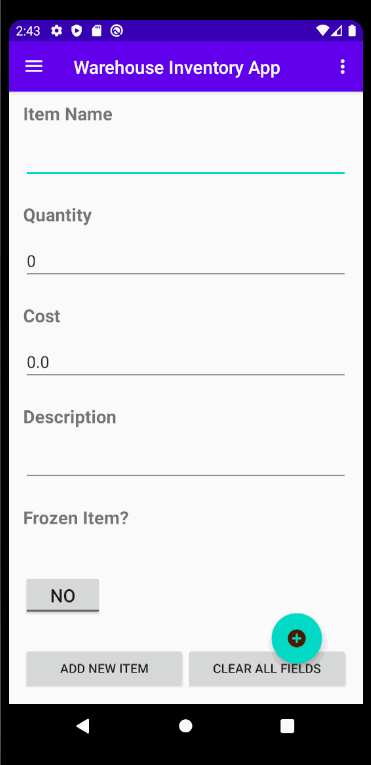 2:43
Warehouse Inventory App
Item Name
Quantity
0
Cost
0.0
Description
Frozen Item?
NO
ADD NEW ITEM CLEAR ALL FIELDS